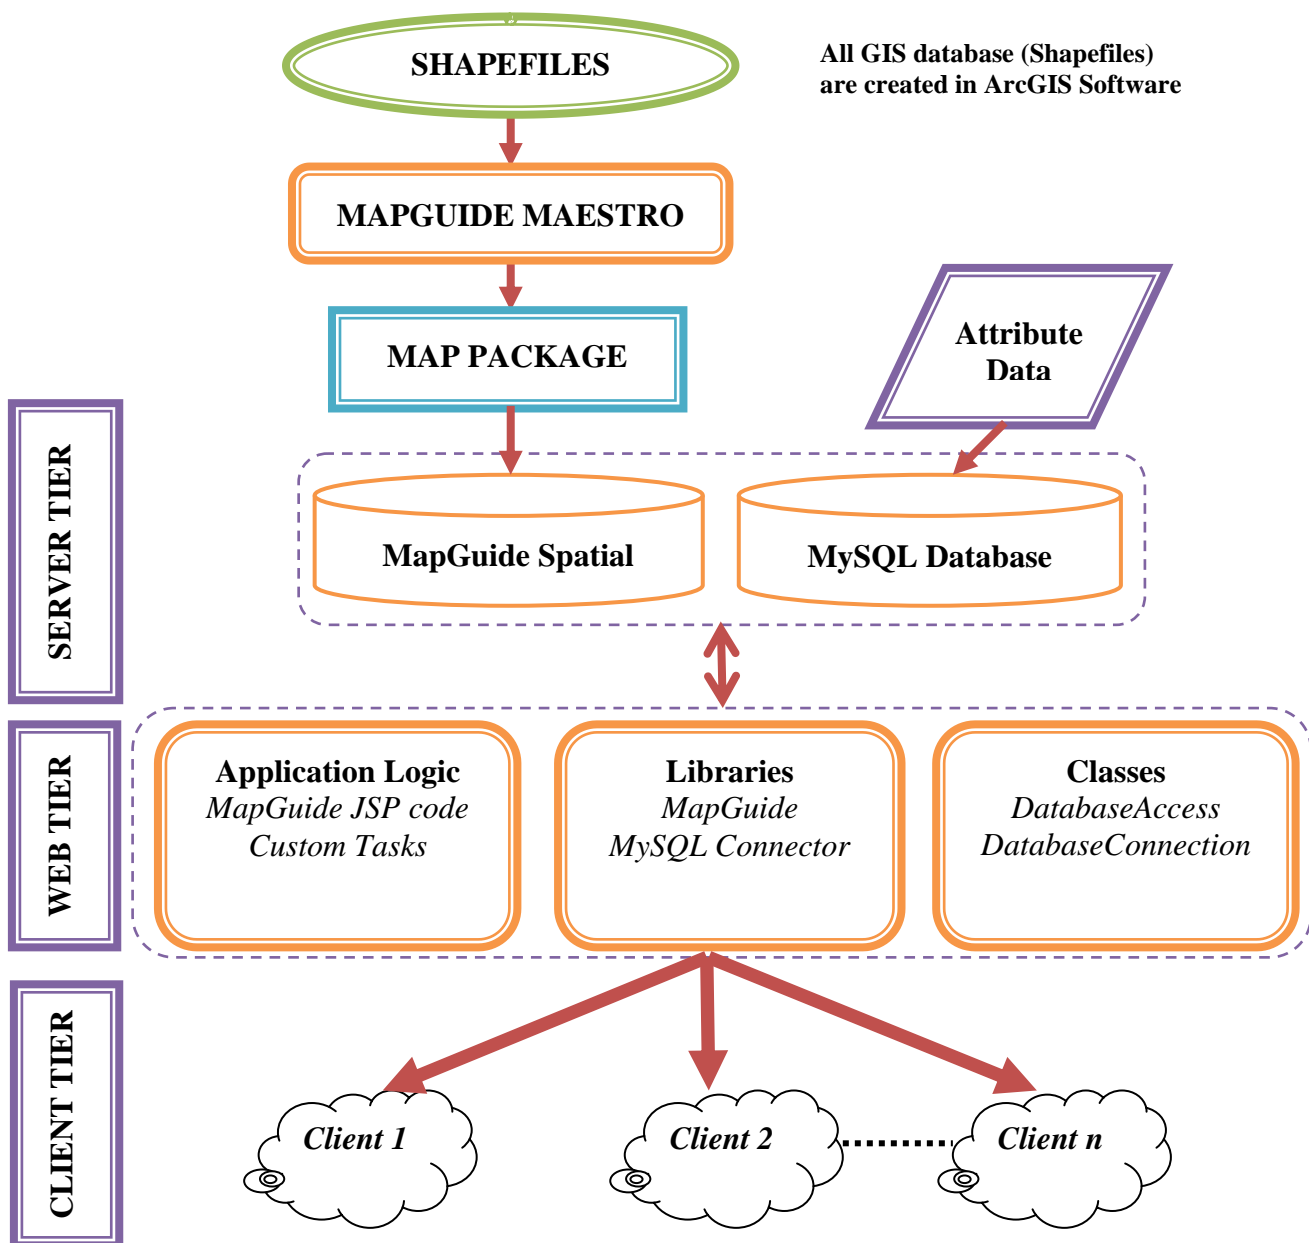 SHAPEFILES
All GIS database (Shapefiles)
are created in ArcGIS Software
MAPGUIDE MAESTRO
MAP PACKAGE
Attribute
Data
SERVER TIER
MapGuide Spatial
MySQL Database
WEB TIER
Application Logic
MapGuide JSP code
Custom Tasks
Libraries
MapGuide
MySQL Connector
Classes
DatabaseAccess
DatabaseConnection
CLIENT TIER
Client 1
Client 2
Client n